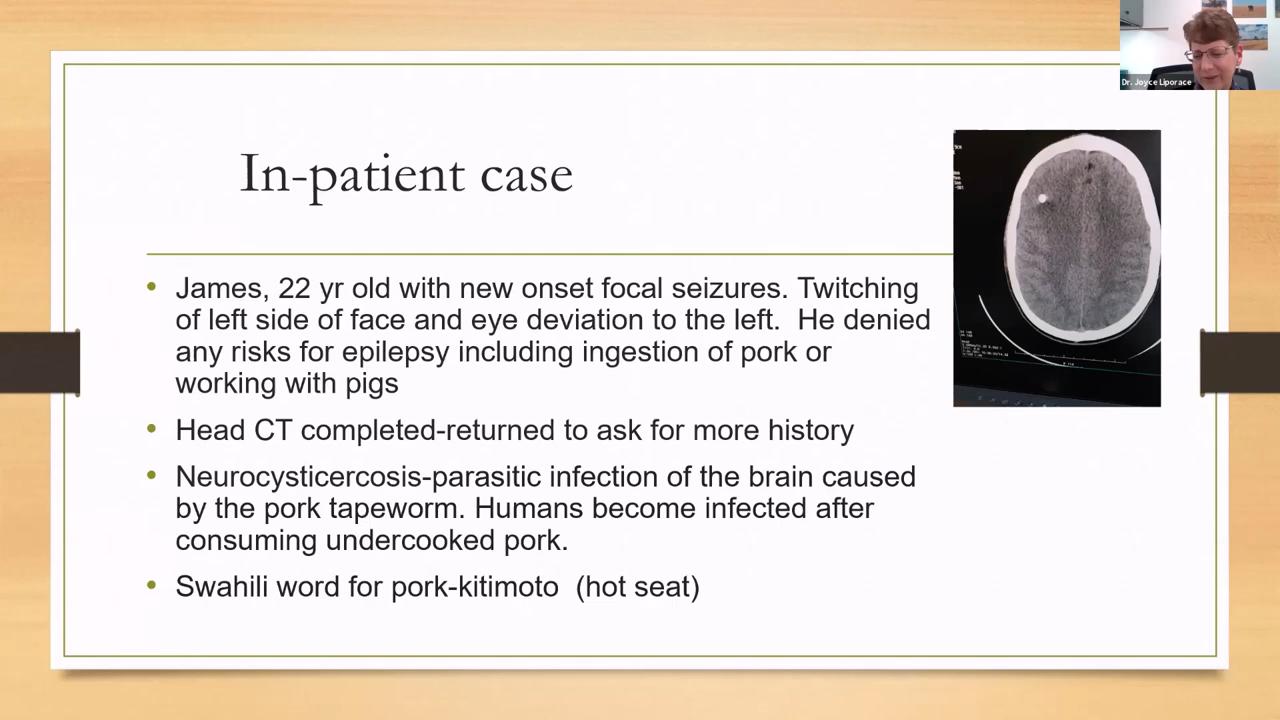 Dr. Joyce Liporace
In-patient case
• James, 22 yr old with new onset focal seizures. Twitching
of left side of face and eye deviation to the left.  He denied
any risks for epilepsy including ingestion of pork or
working with pigs
• Head CT completed-returned to ask for more history
• Neurocysticercosis-parasitic infection of the brain caused
by the pork tapeworm. Humans become infected after
consuming undercooked pork.
• Swahili word for pork-kitimoto  (hot seat)